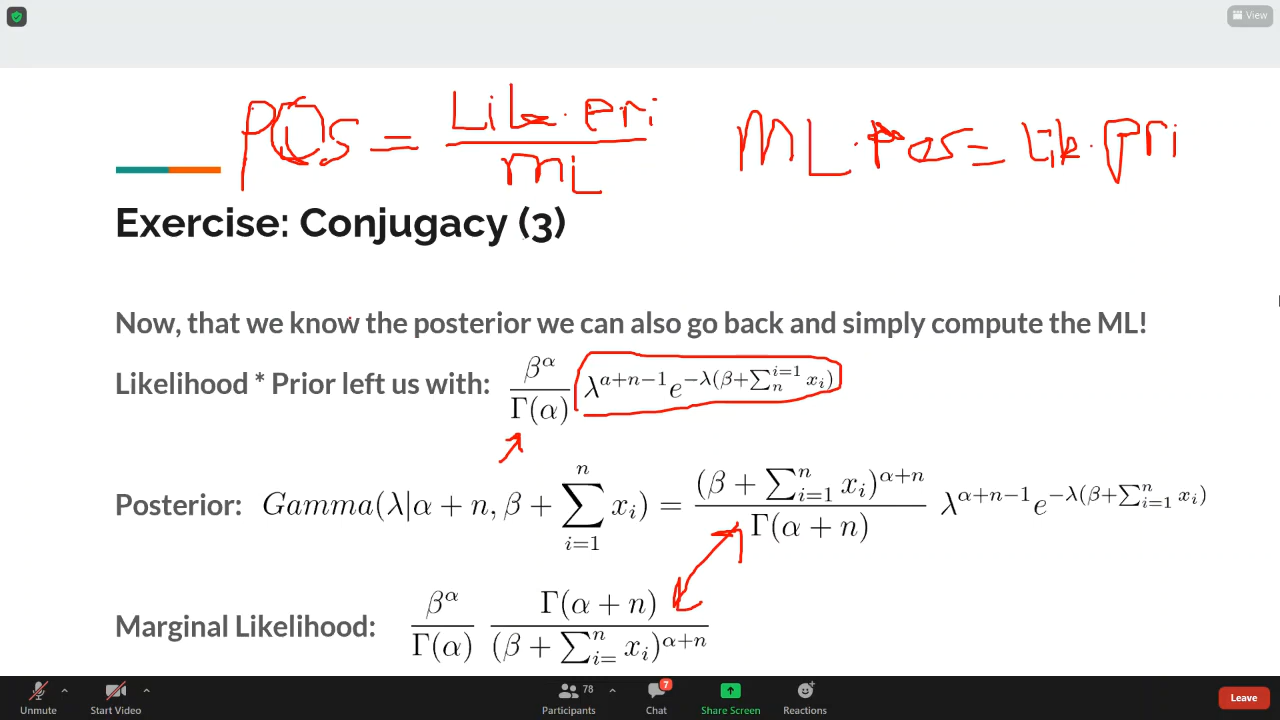 View
Pos = Lik · Pri / ML
ML · Pos = Lik · Pri
Exercise: Conjugacy (3)
Now, that we know the posterior we can also go back and simply compute the ML!
Likelihood * Prior left us with: β^α / Γ(α) λ^{a+n−1} e^{−λ(β+∑_n^{i=1} x_i)}
Posterior: Gamma(λ|α + n, β + ∑_{i=1}^n x_i) = (β + ∑_{i=1}^n x_i)^{α+n} / Γ(α + n) λ^{α+n−1} e^{−λ(β+∑_{i=1}^n x_i)}
Marginal Likelihood: β^α / Γ(α) Γ(α + n) / (β + ∑_{i=}^n x_i)^{α+n}
Unmute
Start Video
78
Participants
7
Chat
Share Screen
Reactions
Leave